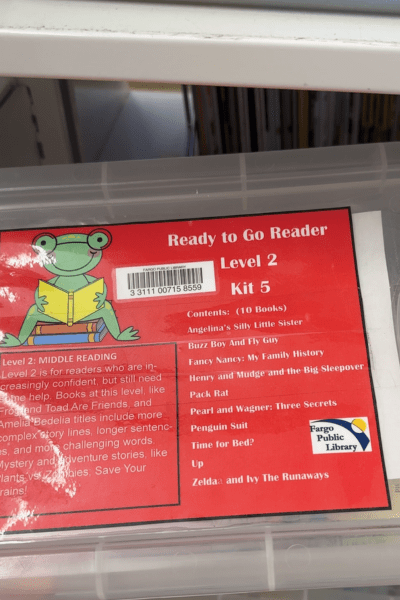 Ready to Go Reader
Level 2
Kit 5
FARGO PUBLIC LIBRARY
3 3111 00715 8559
Contents: (10 Books)
Angelina's Silly Little Sister
Buzz Boy And Fly Guy
Fancy Nancy: My Family History
Henry and Mudge and the Big Sleepover
Pack Rat
Pearl and Wagner: Three Secrets
Penguin Suit
Time for Bed?
Up
Zelda and Ivy The Runaways
Fargo
Public
Library
Level 2: MIDDLE READING
Level 2 is for readers who are in-
creasingly confident, but still need
help. Books at this level, like
Frog and Toad Are Friends, and
Amelia Bedelia titles include more
complex story lines, longer sentenc-
es, and more challenging words
Mystery and adventure stories, like
Save Your